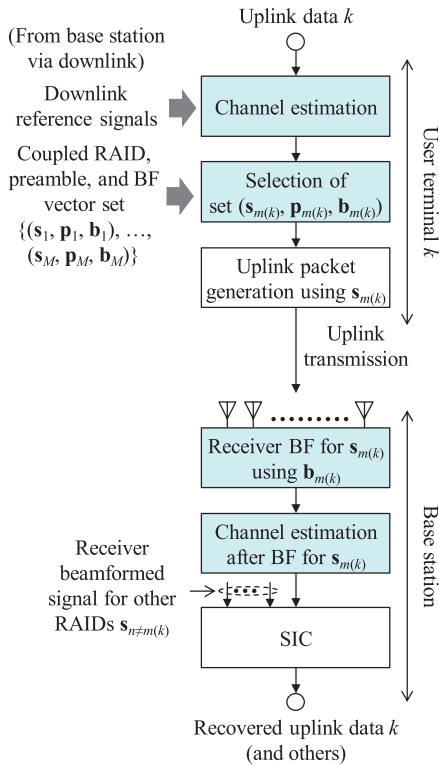 Uplink data k
(From base station
via downlink)
Downlink
reference signals
Channel estimation
Coupled RAID,
preamble, and BF
vector set
{(s1, p1, b1), …,
(sM, pM, bM)}
Selection of
set (sm(k), pm(k), bm(k))
Uplink packet
generation using sm(k)
User terminal k
Uplink
transmission
Receiver BF for sm(k)
using bm(k)
Channel estimation
after BF for sm(k)
Receiver
beamformed
signal for other
RAIDs sn≠m(k)
SIC
Base station
Recovered uplink data k
(and others)